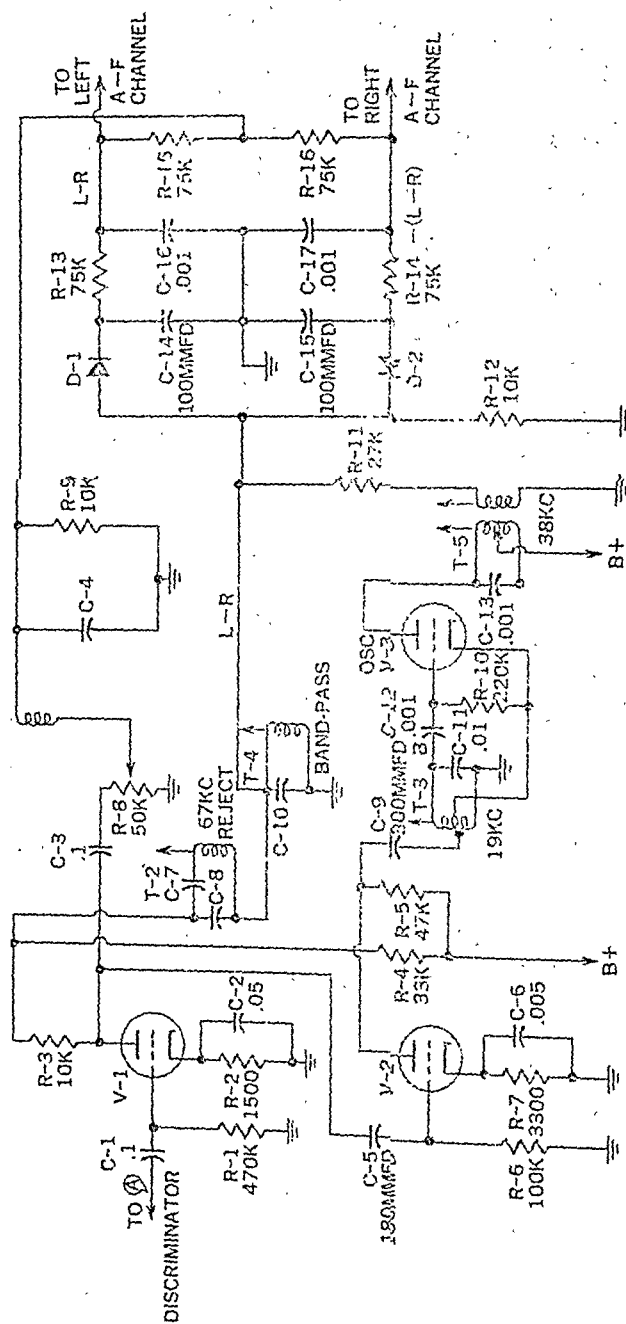 TO Ⓐ
DISCRIMINATOR
C-1
.1
R-1
470K
V-1
R-2
1500
C-2
.05
R-3
10K
C-3
.1
R-8
50K
C-4
R-9
10K
T-2
67KC
REJECT
C-7
C-8
L-R
T-4
C-10
BAND-PASS
C-5
180MMFD
R-6
100K
V-2
R-7
3300
C-6
.005
R-4
33K
R-5
47K
B+
C-9
300MMFD
T-3
19KC
C-12
.001
C-11
.01
B
OSC
V-3
R-10
220K
C-13
.001
T-5
38KC
B+
R-11
27K
R-12
10K
D-1
C-14
100MMFD
C-15
100MMFD
D-2
R-13
75K
C-16
.001
C-17
.001
R-14
75K
L-R
-(L-R)
R-15
75K
R-16
75K
TO
LEFT
A-F
CHANNEL
TO
RIGHT
A-F
CHANNEL